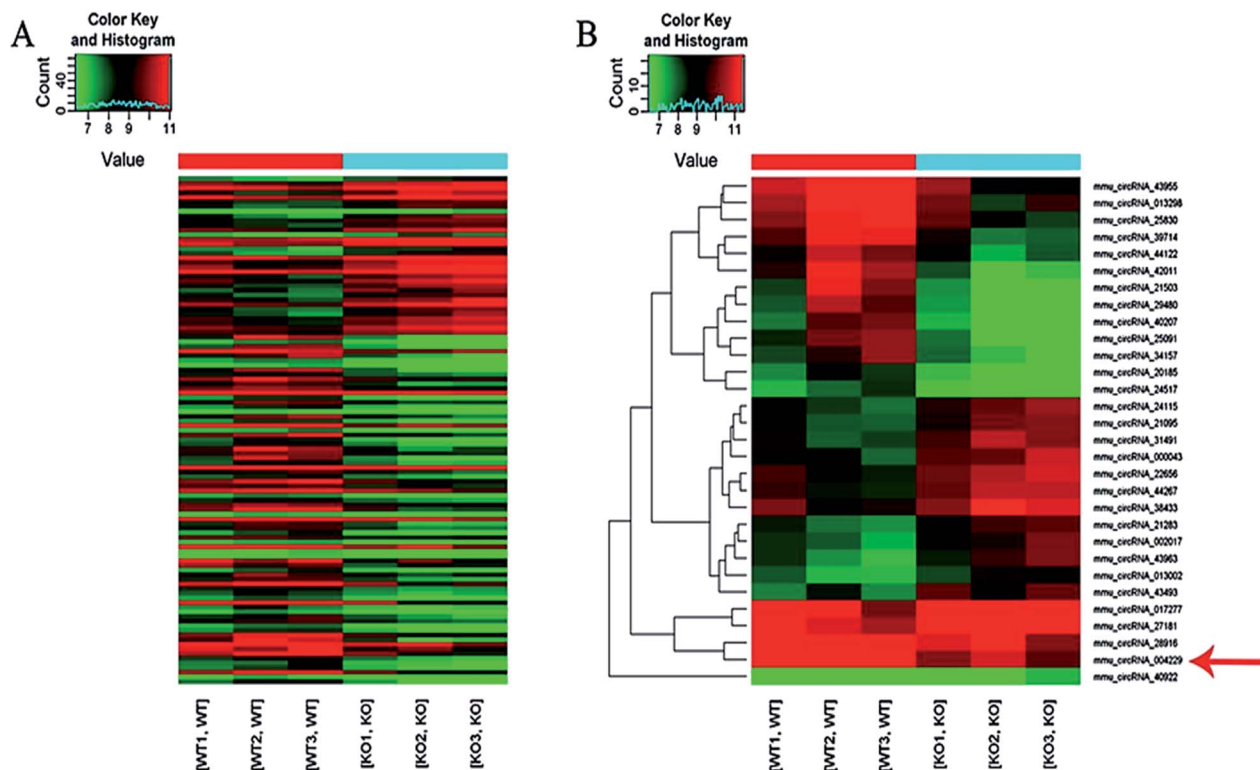 A
Color Key
and Histogram
Count
0 40
7 8 9 11
Value
[WT1, WT]
[WT2, WT]
[WT3, WT]
[KO1, KO]
[KO2, KO]
[KO3, KO]
B
Color Key
and Histogram
Count
0 10 20
7 8 9 11
Value
mmu_circRNA_43955
mmu_circRNA_013298
mmu_circRNA_25830
mmu_circRNA_39714
mmu_circRNA_44122
mmu_circRNA_42011
mmu_circRNA_21503
mmu_circRNA_29480
mmu_circRNA_40207
mmu_circRNA_25091
mmu_circRNA_34157
mmu_circRNA_20185
mmu_circRNA_24517
mmu_circRNA_24115
mmu_circRNA_21095
mmu_circRNA_31491
mmu_circRNA_000043
mmu_circRNA_22656
mmu_circRNA_44267
mmu_circRNA_38433
mmu_circRNA_21283
mmu_circRNA_002017
mmu_circRNA_43963
mmu_circRNA_013002
mmu_circRNA_43493
mmu_circRNA_017277
mmu_circRNA_27181
mmu_circRNA_28916
mmu_circRNA_004229
mmu_circRNA_40922
[WT1, WT]
[WT2, WT]
[WT3, WT]
[KO1, KO]
[KO2, KO]
[KO3, KO]